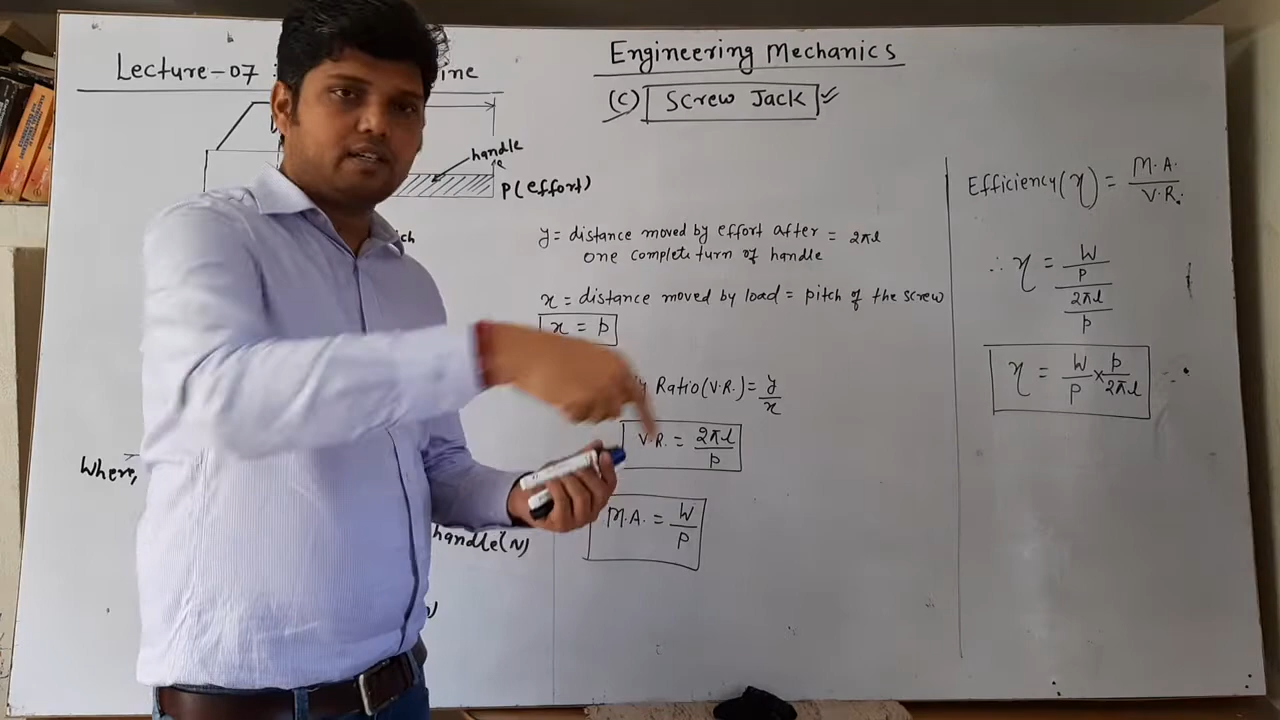 Engineering Mechanics
Lecture-07 :
ine
(c) Screw Jack
handle
P(effort)
ich
y = distance moved by effort after = 2πl
one complete turn of handle
x = distance moved by load = pitch of the screw
x = p
Ratio (V.R.) = y/x
V.R. = 2πl/p
M.A. = W/P
Where,
handle(N)
Efficiency(η) = M.A./V.R.
∴ η = W/P / 2πl/p
η = W/P × p/2πl =